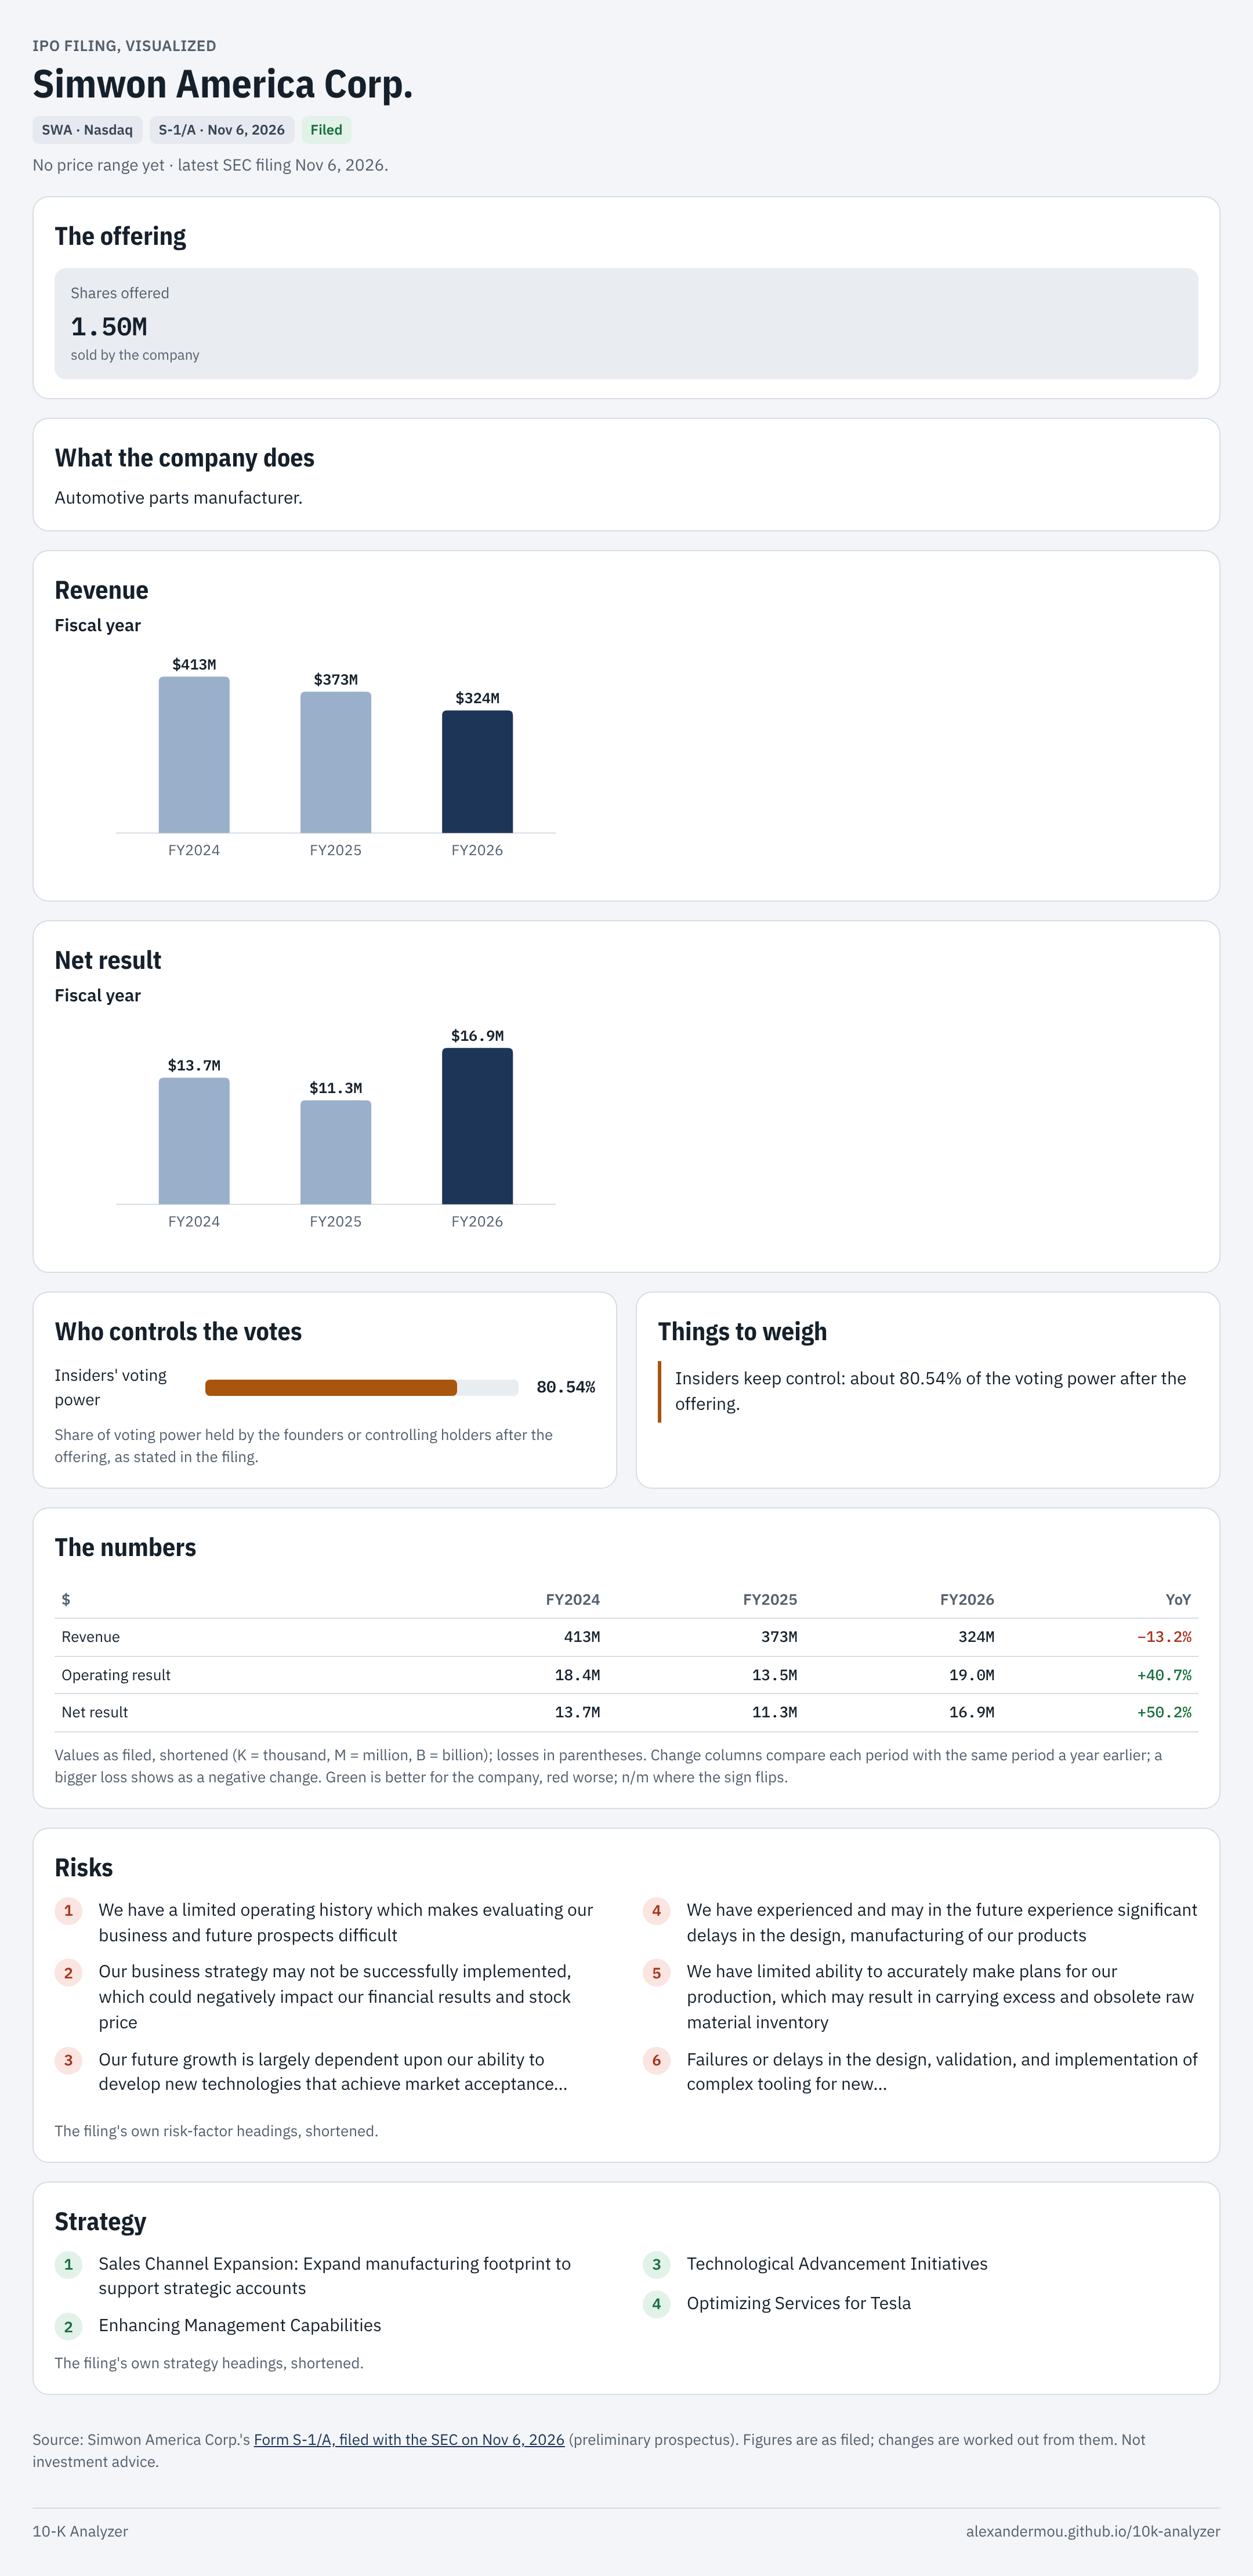 IPO FILING, VISUALIZED
Simwon America Corp.
SWA · Nasdaq
S-1/A · Nov 6, 2026
Filed
No price range yet · latest SEC filing Nov 6, 2026.
The offering
Shares offered
1.50M
sold by the company
What the company does
Automotive parts manufacturer.
Revenue
Fiscal year
$413M
$373M
$324M
FY2024
FY2025
FY2026
Net result
Fiscal year
$13.7M
$11.3M
$16.9M
FY2024
FY2025
FY2026
Who controls the votes
Insiders' voting
power
80.54%
Share of voting power held by the founders or controlling holders after the
offering, as stated in the filing.
Things to weigh
Insiders keep control: about 80.54% of the voting power after the
offering.
The numbers
$ FY2024 FY2025 FY2026 YoY
Revenue 413M 373M 324M −13.2%
Operating result 18.4M 13.5M 19.0M +40.7%
Net result 13.7M 11.3M 16.9M +50.2%
Values as filed, shortened (K = thousand, M = million, B = billion); losses in parentheses. Change columns compare each period with the same period a year earlier; a
bigger loss shows as a negative change. Green is better for the company, red worse; n/m where the sign flips.
Risks
1 We have a limited operating history which makes evaluating our
business and future prospects difficult
2 Our business strategy may not be successfully implemented,
which could negatively impact our financial results and stock
price
3 Our future growth is largely dependent upon our ability to
develop new technologies that achieve market acceptance...
4 We have experienced and may in the future experience significant
delays in the design, manufacturing of our products
5 We have limited ability to accurately make plans for our
production, which may result in carrying excess and obsolete raw
material inventory
6 Failures or delays in the design, validation, and implementation of
complex tooling for new...
The filing's own risk-factor headings, shortened.
Strategy
1 Sales Channel Expansion: Expand manufacturing footprint to
support strategic accounts
2 Enhancing Management Capabilities
3 Technological Advancement Initiatives
4 Optimizing Services for Tesla
The filing's own strategy headings, shortened.
Source: Simwon America Corp.'s Form S-1/A, filed with the SEC on Nov 6, 2026 (preliminary prospectus). Figures are as filed; changes are worked out from them. Not
investment advice.
10-K Analyzer
alexandermou.github.io/10k-analyzer